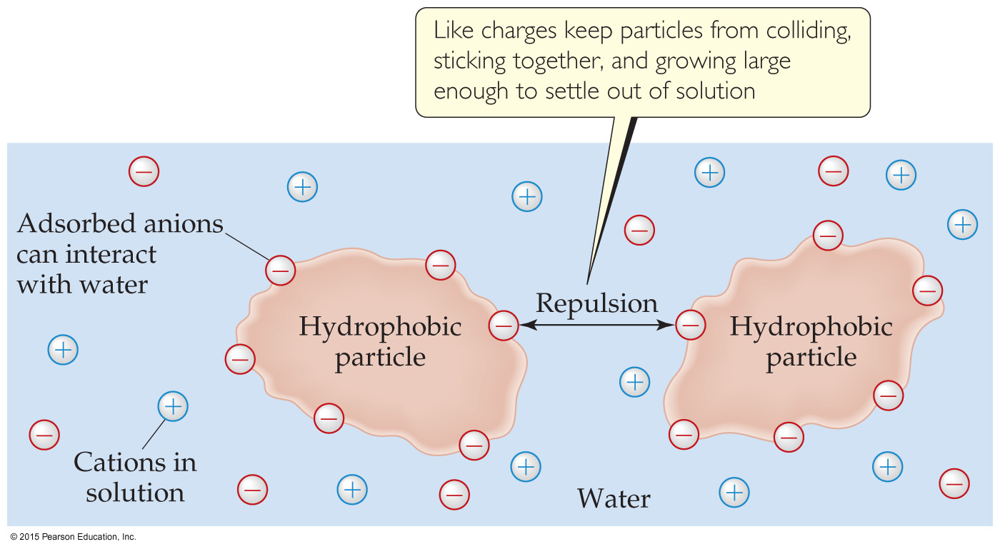 Like charges keep particles from colliding,
sticking together, and growing large
enough to settle out of solution
Adsorbed anions
can interact
with water
Repulsion
Hydrophobic
particle
Hydrophobic
particle
Cations in
solution
Water
© 2015 Pearson Education, Inc.